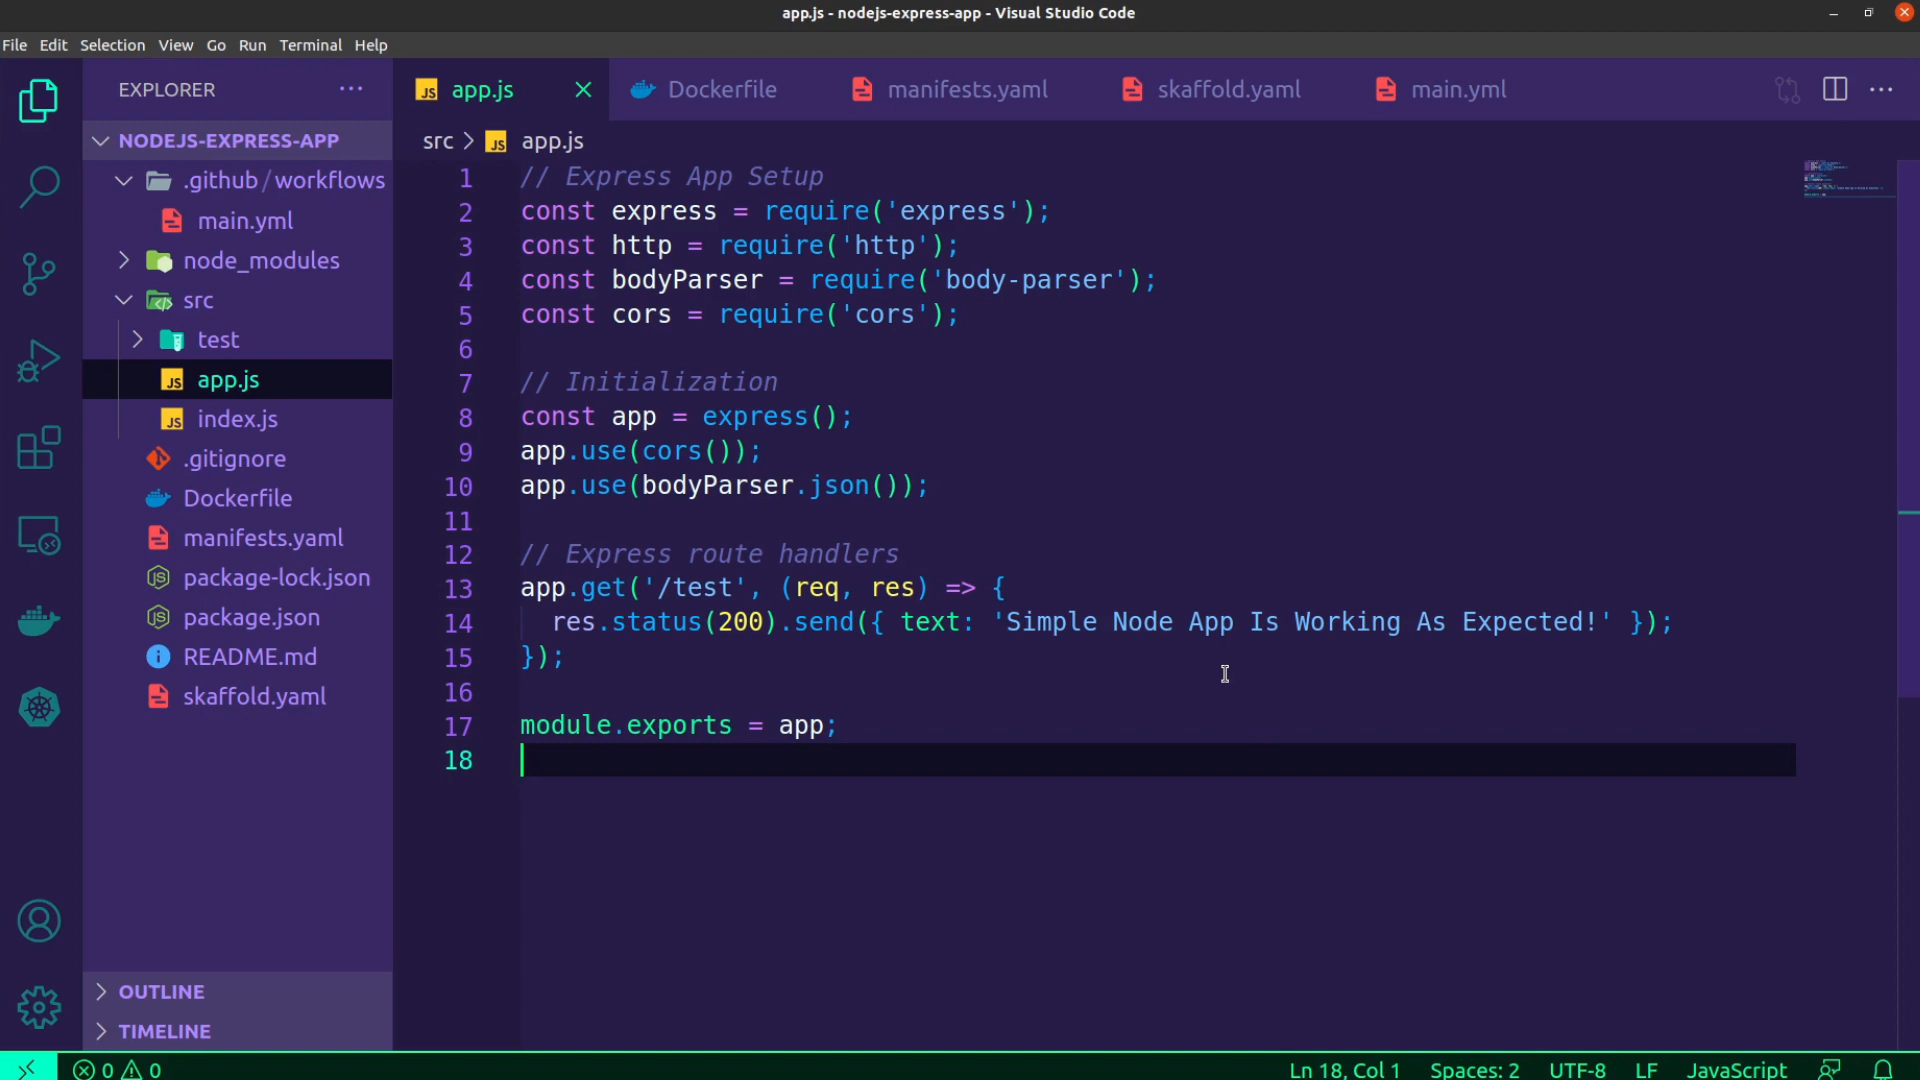 app.js - nodejs-express-app - Visual Studio Code
File Edit Selection View Go Run Terminal Help
EXPLORER
NODEJS-EXPRESS-APP
.github/workflows
main.yml
node_modules
src
test
JS app.js
JS index.js
.gitignore
Dockerfile
manifests.yaml
package-lock.json
package.json
README.md
skaffold.yaml
OUTLINE
TIMELINE
JS app.js Dockerfile manifests.yaml skaffold.yaml main.yml
src > JS app.js
1 // Express App Setup
2 const express = require('express');
3 const http = require('http');
4 const bodyParser = require('body-parser');
5 const cors = require('cors');
6
7 // Initialization
8 const app = express();
9 app.use(cors());
10 app.use(bodyParser.json());
11
12 // Express route handlers
13 app.get('/test', (req, res) => {
14 res.status(200).send({ text: 'Simple Node App Is Working As Expected!' });
15 });
16
17 module.exports = app;
18
0 0 Ln 18, Col 1 Spaces: 2 UTF-8 LF JavaScript